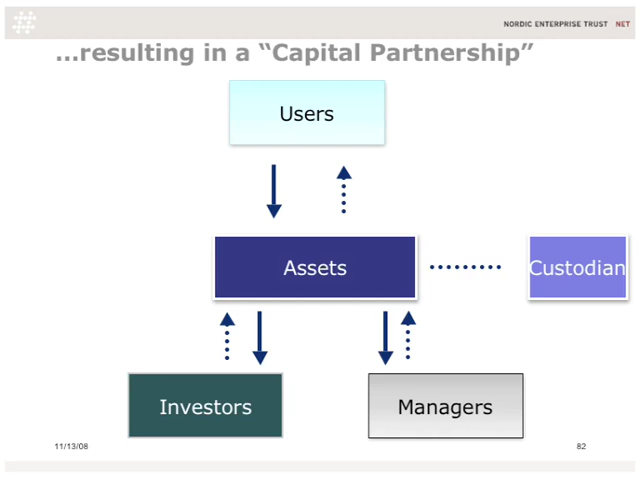 NORDIC ENTERPRISE TRUST NET
...resulting in a “Capital Partnership”
Users
Assets
Custodian
Investors
Managers
11/13/08
82